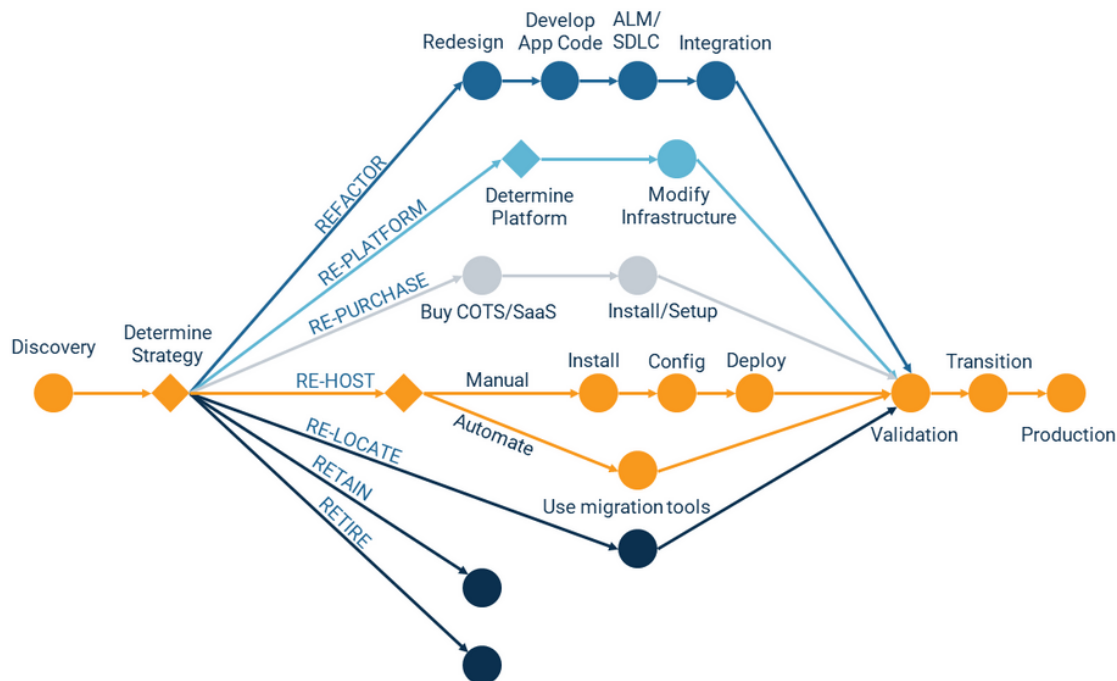 Redesign
Develop
App Code
ALM/
SDLC
Integration
REFACTOR
Determine
Platform
Modify
Infrastructure
RE-PLATFORM
Buy COTS/SaaS
Install/Setup
RE-PURCHASE
Discovery
Determine
Strategy
RE-HOST
Manual
Install
Config
Deploy
Automate
Use migration tools
Validation
Transition
Production
RE-LOCATE
RETAIN
RETIRE